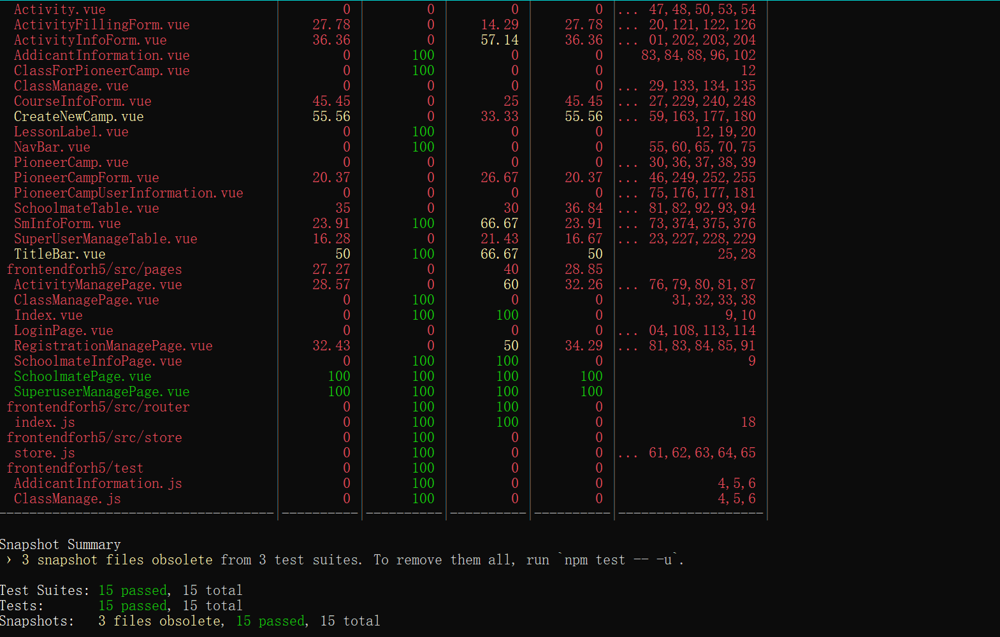 Activity.vue 0 | 0 | 0 | 0 |... 47,48,50,53,54 |
ActivityFillingForm.vue 27.78 | 0 | 14.29 | 27.78 |... 20,121,122,126 |
ActivityInfoForm.vue 36.36 | 0 | 57.14 | 36.36 |... 01,202,203,204 |
AddicantInformation.vue 0 | 100 | 0 | 0 | 83,84,88,96,102 |
ClassForPioneerCamp.vue 0 | 100 | 0 | 0 | 12 |
ClassManage.vue 0 | 0 | 0 | 0 |... 29,133,134,135 |
CourseInfoForm.vue 45.45 | 0 | 25 | 45.45 |... 27,229,240,248 |
CreateNewCamp.vue 55.56 | 0 | 33.33 | 55.56 |... 59,163,177,180 |
LessonLabel.vue 0 | 100 | 0 | 0 | 12,19,20 |
NavBar.vue 0 | 100 | 0 | 0 | 55,60,65,70,75 |
PioneerCamp.vue 0 | 0 | 0 | 0 |... 30,36,37,38,39 |
PioneerCampForm.vue 20.37 | 0 | 26.67 | 20.37 |... 46,249,252,255 |
PioneerCampUserInformation.vue 0 | 0 | 0 | 0 |... 75,176,177,181 |
SchoolmateTable.vue 35 | 0 | 30 | 36.84 |... 81,82,92,93,94 |
SmInfoForm.vue 23.91 | 100 | 66.67 | 23.91 |... 73,374,375,376 |
SuperUserManageTable.vue 16.28 | 0 | 21.43 | 16.67 |... 23,227,228,229 |
TitleBar.vue 50 | 100 | 66.67 | 50 | 25,28 |
frontendforh5/src/pages 27.27 | 0 | 40 | 28.85 | |
ActivityManagePage.vue 28.57 | 0 | 60 | 32.26 |... 76,79,80,81,87 |
ClassManagePage.vue 0 | 100 | 0 | 0 | 31,32,33,38 |
Index.vue 0 | 100 | 100 | 0 | 9,10 |
LoginPage.vue 0 | 0 | 0 | 0 |... 04,108,113,114 |
RegistrationManagePage.vue 32.43 | 0 | 50 | 34.29 |... 81,83,84,85,91 |
SchoolmateInfoPage.vue 0 | 100 | 100 | 0 | 9 |
SchoolmatePage.vue 100 | 100 | 100 | 100 | |
SuperuserManagePage.vue 100 | 100 | 100 | 100 | |
frontendforh5/src/router 0 | 100 | 100 | 0 | |
index.js 0 | 100 | 100 | 0 | 18 |
frontendforh5/src/store 0 | 100 | 0 | 0 | |
store.js 0 | 100 | 0 | 0 |... 61,62,63,64,65 |
frontendforh5/test 0 | 100 | 0 | 0 | |
AddicantInformation.js 0 | 100 | 0 | 0 | 4,5,6 |
ClassManage.js 0 | 100 | 0 | 0 | 4,5,6 |
------------------------------------|----------|----------|----------|----------|-------------------|
Snapshot Summary
› 3 snapshot files obsolete from 3 test suites. To remove them all, run `npm test -- -u`.
Test Suites: 15 passed, 15 total
Tests: 15 passed, 15 total
Snapshots: 3 files obsolete, 15 passed, 15 total